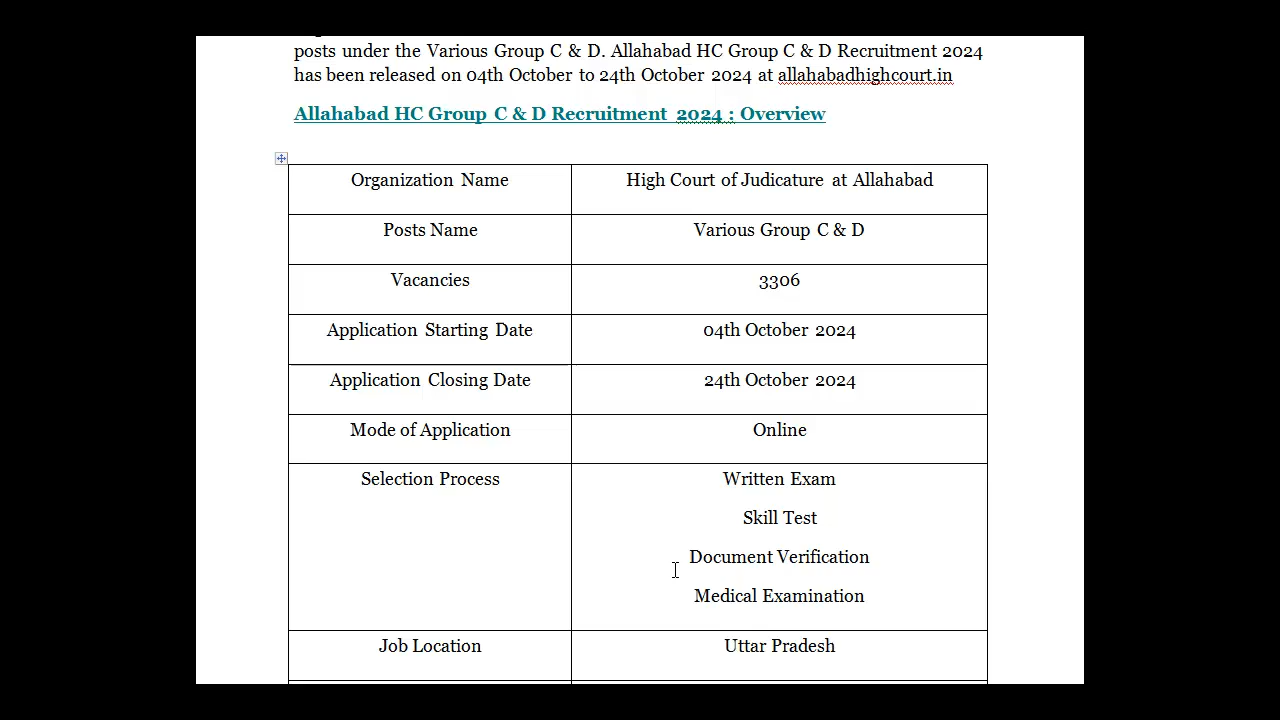 posts under the Various Group C & D. Allahabad HC Group C & D Recruitment 2024
has been released on 04th October to 24th October 2024 at allahabadhighcourt.in
Allahabad HC Group C & D Recruitment 2024 : Overview
Organization Name High Court of Judicature at Allahabad
Posts Name Various Group C & D
Vacancies 3306
Application Starting Date 04th October 2024
Application Closing Date 24th October 2024
Mode of Application Online
Selection Process Written Exam
Skill Test
Document Verification
Medical Examination
Job Location Uttar Pradesh